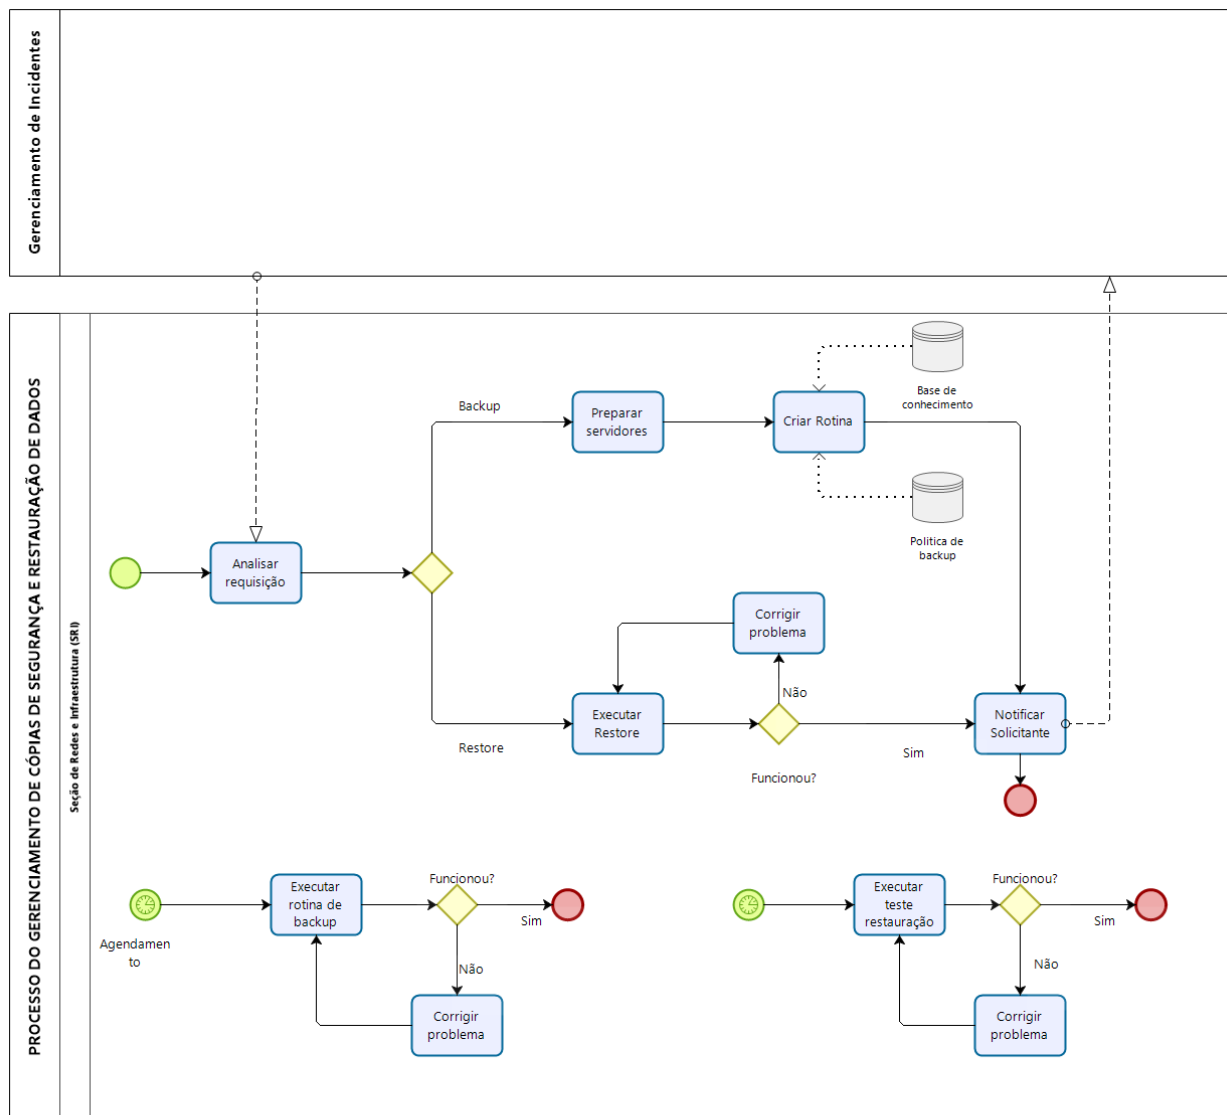 Gerenciamento de Incidentes
PROCESSO DO GERENCIAMENTO DE CÓPIAS DE SEGURANÇA E RESTAURAÇÃO DE DADOS
Seção de Redes e Infraestrutura (SRI)
Base de
conhecimento
Backup
Preparar
servidores
Criar Rotina
Politica de
backup
Analisar
requisição
Corrigir
problema
Não
Executar
Restore
Notificar
Solicitante
Restore
Sim
Funcionou?
Agendamen
to
Executar
rotina de
backup
Funcionou?
Sim
Não
Corrigir
problema
Executar
teste
restauração
Funcionou?
Sim
Não
Corrigir
problema